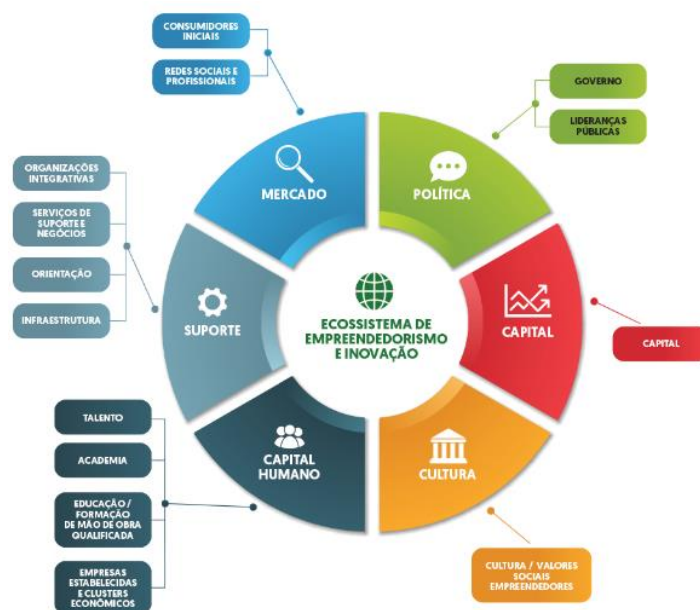 CONSUMIDORES
INICIAIS
REDES SOCIAIS E
PROFISSIONAIS
GOVERNO
LIDERANÇAS
PÚBLICAS
MERCADO
POLÍTICA
ORGANIZAÇÕES
INTEGRATIVAS
SERVIÇOS DE
SUPORTE E
NEGÓCIOS
ORIENTAÇÃO
INFRAESTRUTURA
SUPORTE
ECOSSISTEMA DE
EMPREENDEDORISMO
E INOVAÇÃO
CAPITAL
CAPITAL
TALENTO
ACADEMIA
EDUCAÇÃO /
FORMAÇÃO
DE MÃO DE OBRA
QUALIFICADA
EMPRESAS
ESTABELECIDAS
E CLUSTERS
ECONÔMICOS
CAPITAL
HUMANO
CULTURA
CULTURA / VALORES
SOCIAIS
EMPREENDEDORES